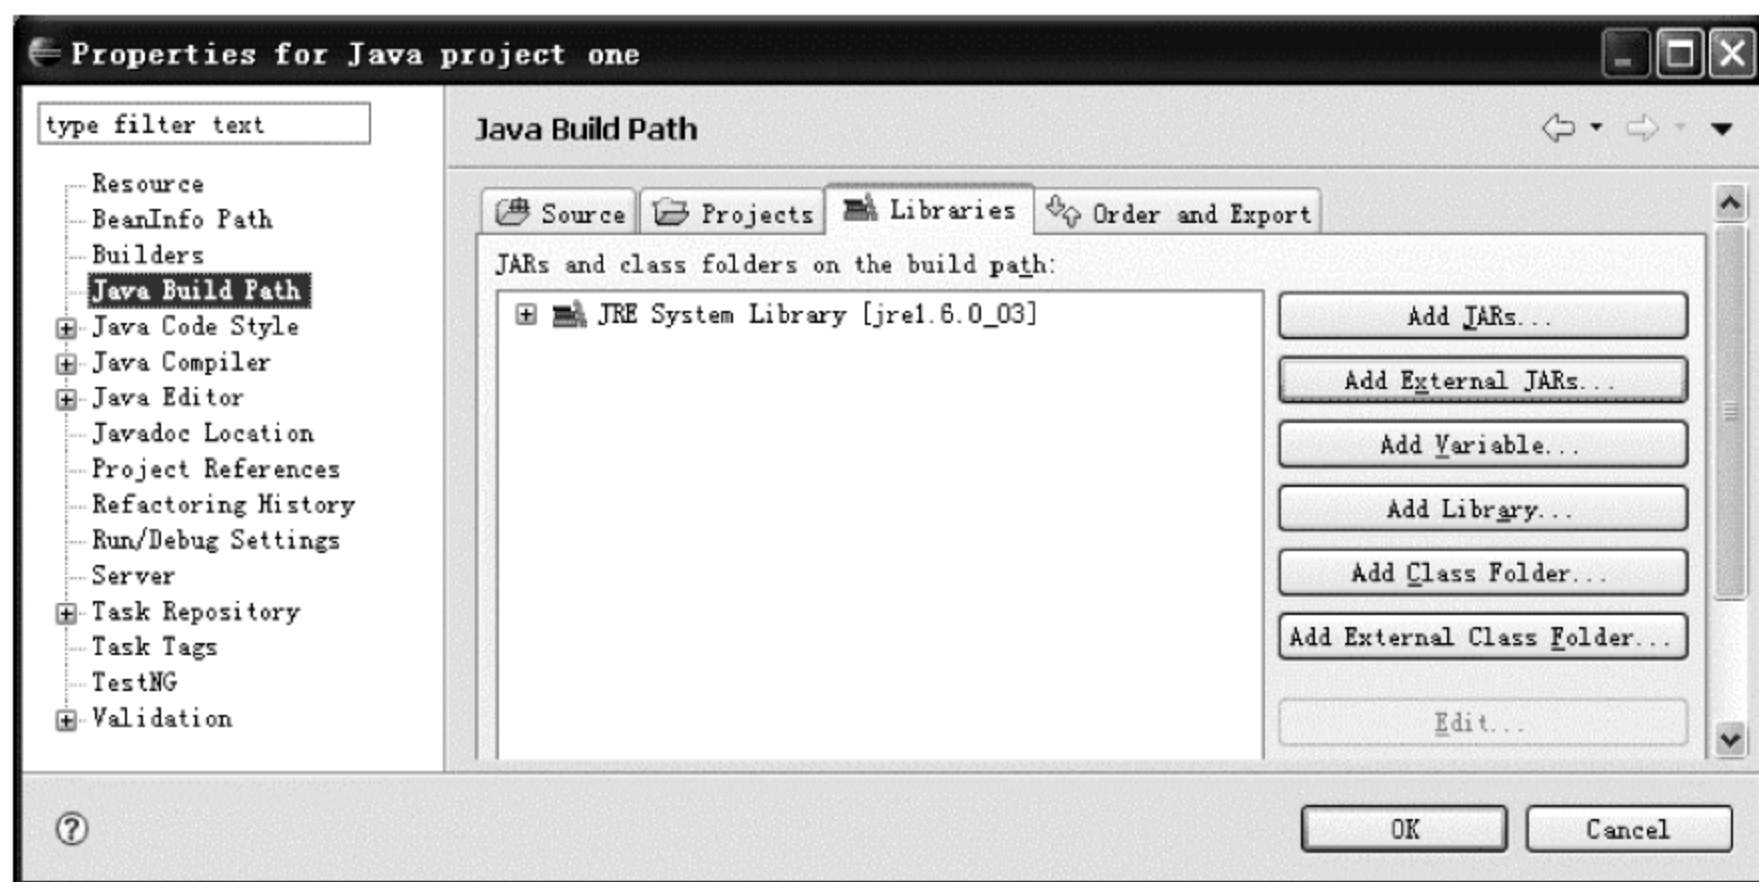 Properties for Java project one
type filter text
Resource
BeanInfo Path
Builders
Java Build Path
Java Code Style
Java Compiler
Java Editor
Javadoc Location
Project References
Refactoring History
Run/Debug Settings
Server
Task Repository
Task Tags
TestNG
Validation
Java Build Path
Source Projects Libraries Order and Export
JARs and class folders on the build path:
JRE System Library [jre1.6.0_03]
Add JARs...
Add External JARs...
Add Variable...
Add Library...
Add Class Folder...
Add External Class Folder...
Edit...
OK Cancel